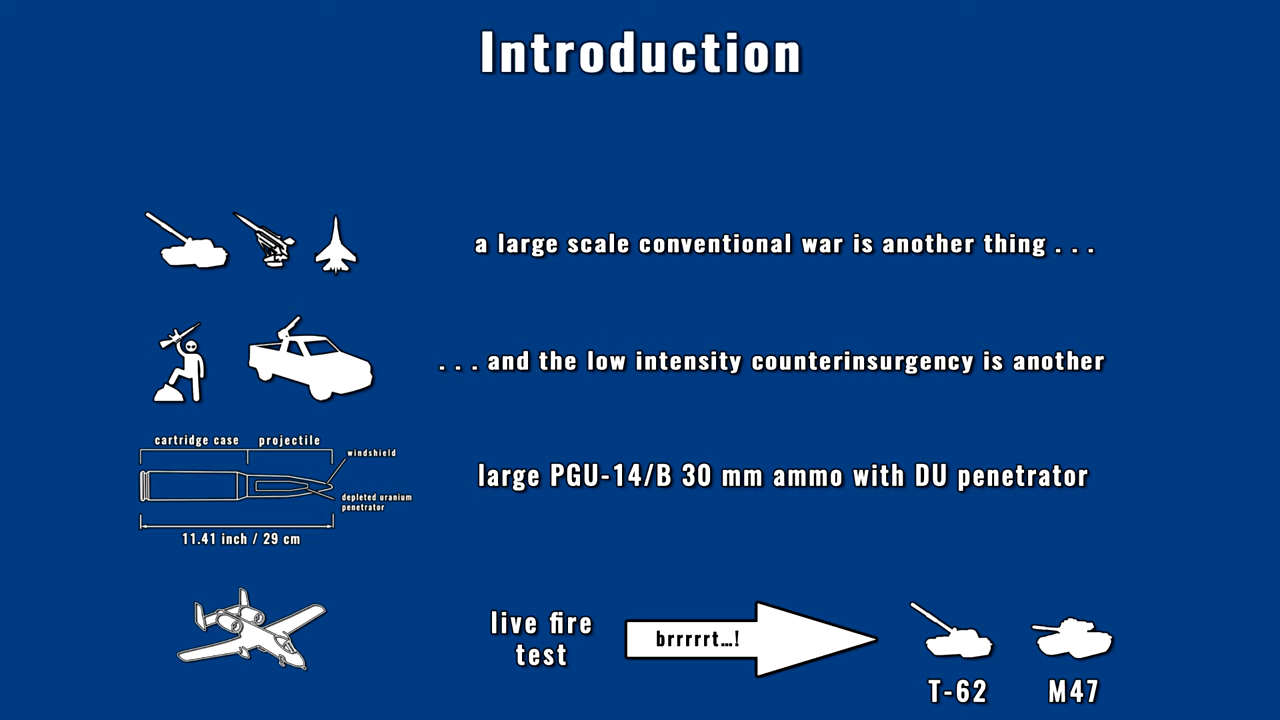 Introduction
a large scale conventional war is another thing . . .
. . . and the low intensity counterinsurgency is another
cartridge case
projectile
windshield
depleted uranium
penetrator
11.41 inch / 29 cm
large PGU-14/B 30 mm ammo with DU penetrator
live fire
test
brrrrrt...!
T-62
M47